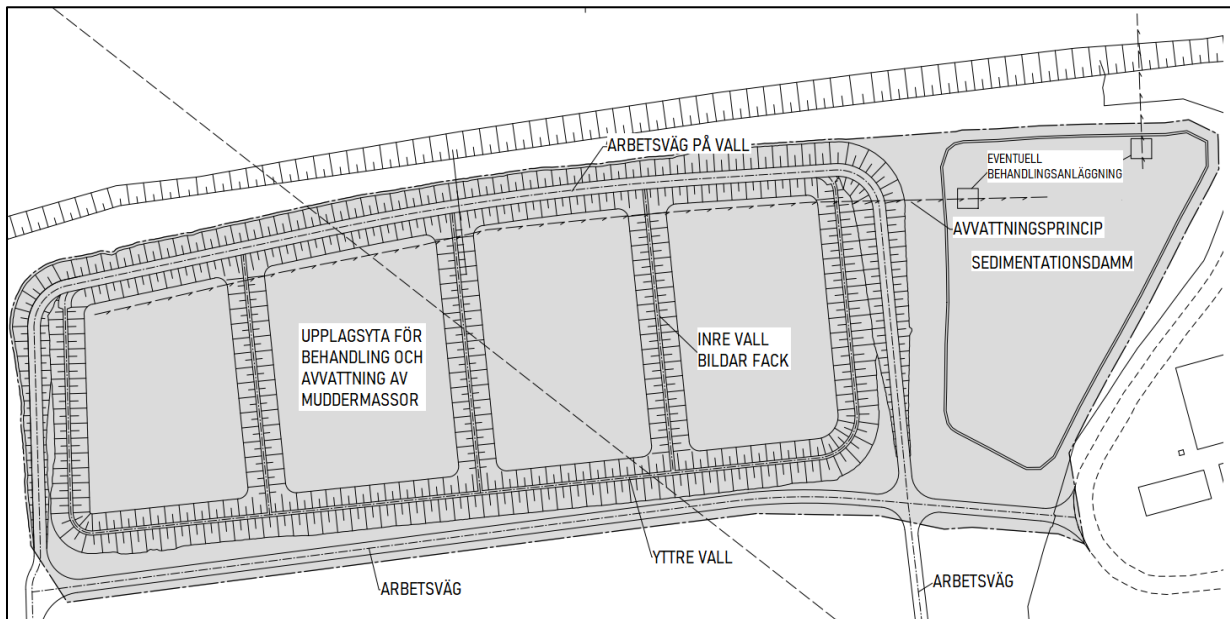 ARBETSVÄG PÅ VALL
EVENTUELL
BEHANDLINGSANLÄGGNING
AVVATTNINGSPRINCIP
SEDIMENTATIONSDAMM
UPPLAGSYTA FÖR
BEHANDLING OCH
AVVATTNING AV
MUDDERMASSOR
INRE VALL
BILDAR FACK
YTTRE VALL
ARBETSVÄG
ARBETSVÄG